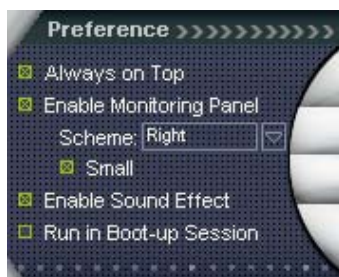 Preference >>>>>>>>>>>
Always on Top
Enable Monitoring Panel
Scheme: Right
Small
Enable Sound Effect
Run in Boot-up Session